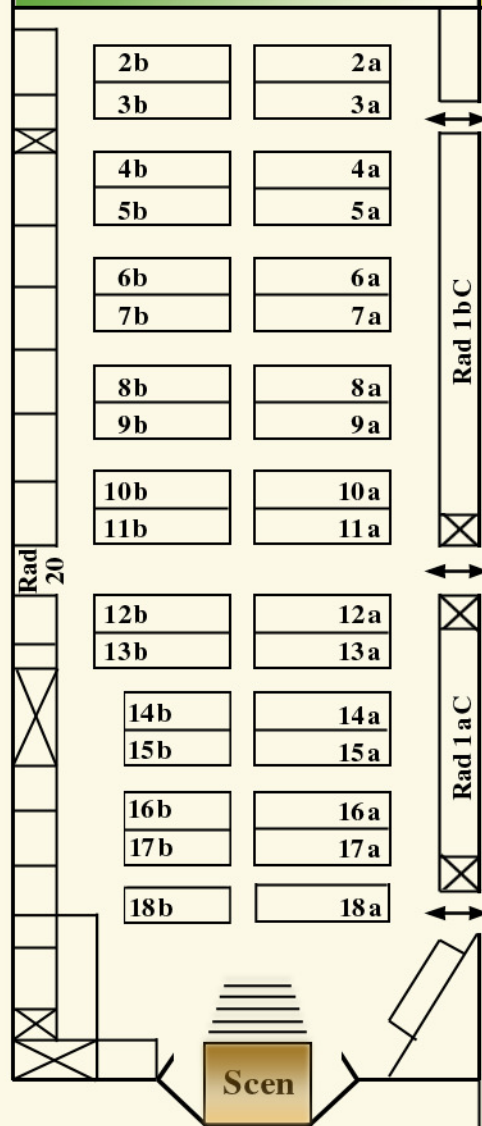 2b 2a
3b 3a
4b 4a
5b 5a
6b 6a
7b 7a
Rad 1bC
8b 8a
9b 9a
10b 10a
11b 11a
Rad
20
12b 12a
13b 13a
14b 14a
15b 15a
Rad 1aC
16b 16a
17b 17a
18b 18a
Scen